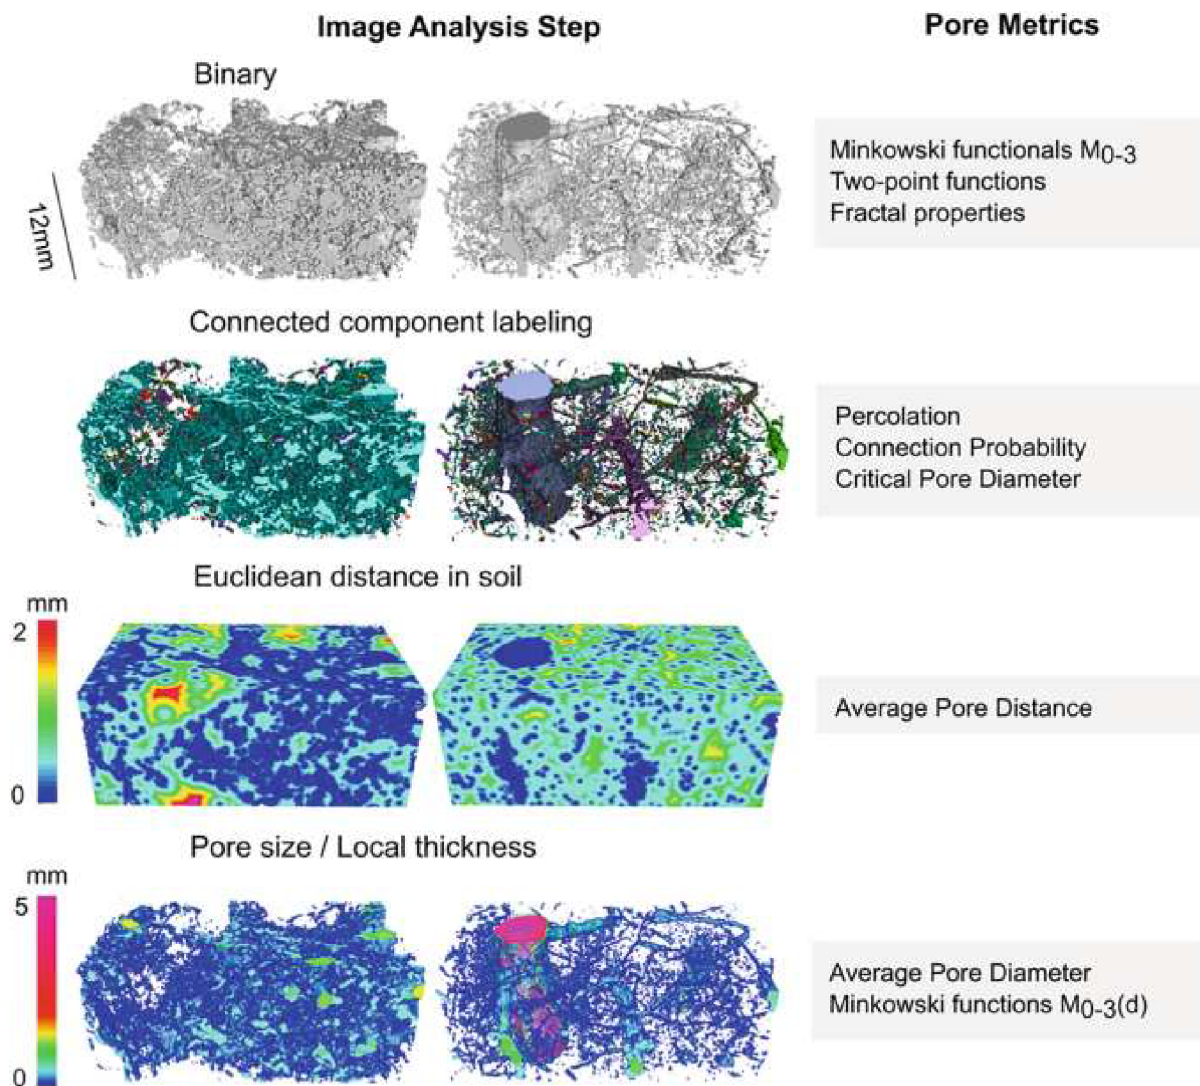 Image Analysis Step
Pore Metrics
Binary
12mm
Minkowski functionals M0-3
Two-point functions
Fractal properties
Connected component labeling
Percolation
Connection Probability
Critical Pore Diameter
Euclidean distance in soil
mm
2
0
Average Pore Distance
Pore size / Local thickness
mm
5
0
Average Pore Diameter
Minkowski functions M0-3(d)